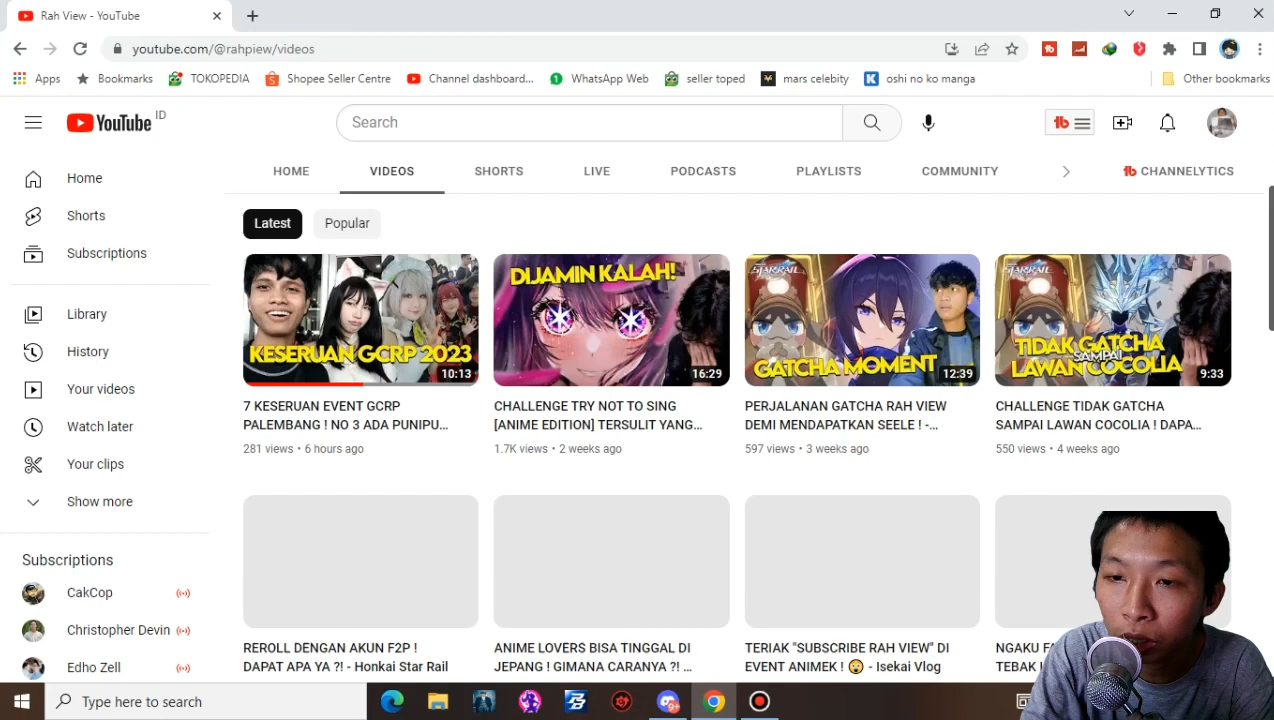 Rah View - YouTube
youtube.com/@rahpiew/videos
Apps
Bookmarks
TOKOPEDIA
Shopee Seller Centre
Channel dashboard...
WhatsApp Web
seller toped
mars celebity
oshi no ko manga
Other bookmarks
YouTube ID
Search
HOME
VIDEOS
SHORTS
LIVE
PODCASTS
PLAYLISTS
COMMUNITY
CHANNELYTICS
Home
Shorts
Subscriptions
Library
History
Your videos
Watch later
Your clips
Show more
Subscriptions
CakCop
Christopher Devin
Edho Zell
Latest
Popular
KESERUAN GCRP 2023
10:13
7 KESERUAN EVENT GCRP
PALEMBANG ! NO 3 ADA PUNIPU...
281 views • 6 hours ago
DIJAMIN KALAH!
16:29
CHALLENGE TRY NOT TO SING
[ANIME EDITION] TERSULIT YANG...
1.7K views • 2 weeks ago
STAR RAIL
GATCHA MOMENT
12:39
PERJALANAN GATCHA RAH VIEW
DEMI MENDAPATKAN SEELE ! -...
597 views • 3 weeks ago
STAR RAIL
TIDAK GATCHA
SAMPAI
LAWAN COCOLIA
9:33
CHALLENGE TIDAK GATCHA
SAMPAI LAWAN COCOLIA ! DAPA...
550 views • 4 weeks ago
REROLL DENGAN AKUN F2P !
DAPAT APA YA ?! - Honkai Star Rail
ANIME LOVERS BISA TINGGAL DI
JEPANG ! GIMANA CARANYA ?! ...
TERIAK "SUBSCRIBE RAH VIEW" DI
EVENT ANIMEK ! 😮 - Isekai Vlog
NGAKU
TEBAK
Type here to search